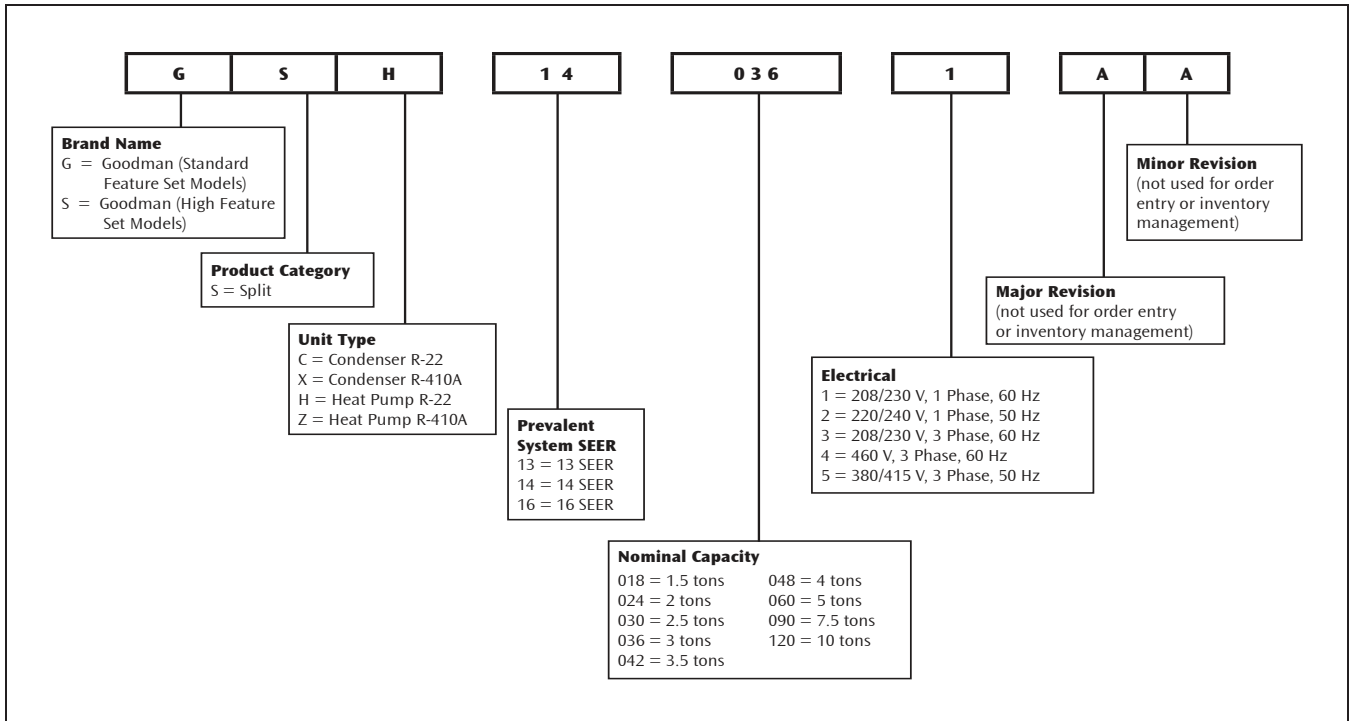 G S H 1 4 0 3 6 1 A A
Brand Name
G = Goodman (Standard
Feature Set Models)
S = Goodman (High Feature
Set Models)
Product Category
S = Split
Unit Type
C = Condenser R-22
X = Condenser R-410A
H = Heat Pump R-22
Z = Heat Pump R-410A
Prevalent
System SEER
13 = 13 SEER
14 = 14 SEER
16 = 16 SEER
Nominal Capacity
018 = 1.5 tons
024 = 2 tons
030 = 2.5 tons
036 = 3 tons
042 = 3.5 tons
048 = 4 tons
060 = 5 tons
090 = 7.5 tons
120 = 10 tons
Electrical
1 = 208/230 V, 1 Phase, 60 Hz
2 = 220/240 V, 1 Phase, 50 Hz
3 = 208/230 V, 3 Phase, 60 Hz
4 = 460 V, 3 Phase, 60 Hz
5 = 380/415 V, 3 Phase, 50 Hz
Major Revision
(not used for order entry
or inventory management)
Minor Revision
(not used for order
entry or inventory
management)